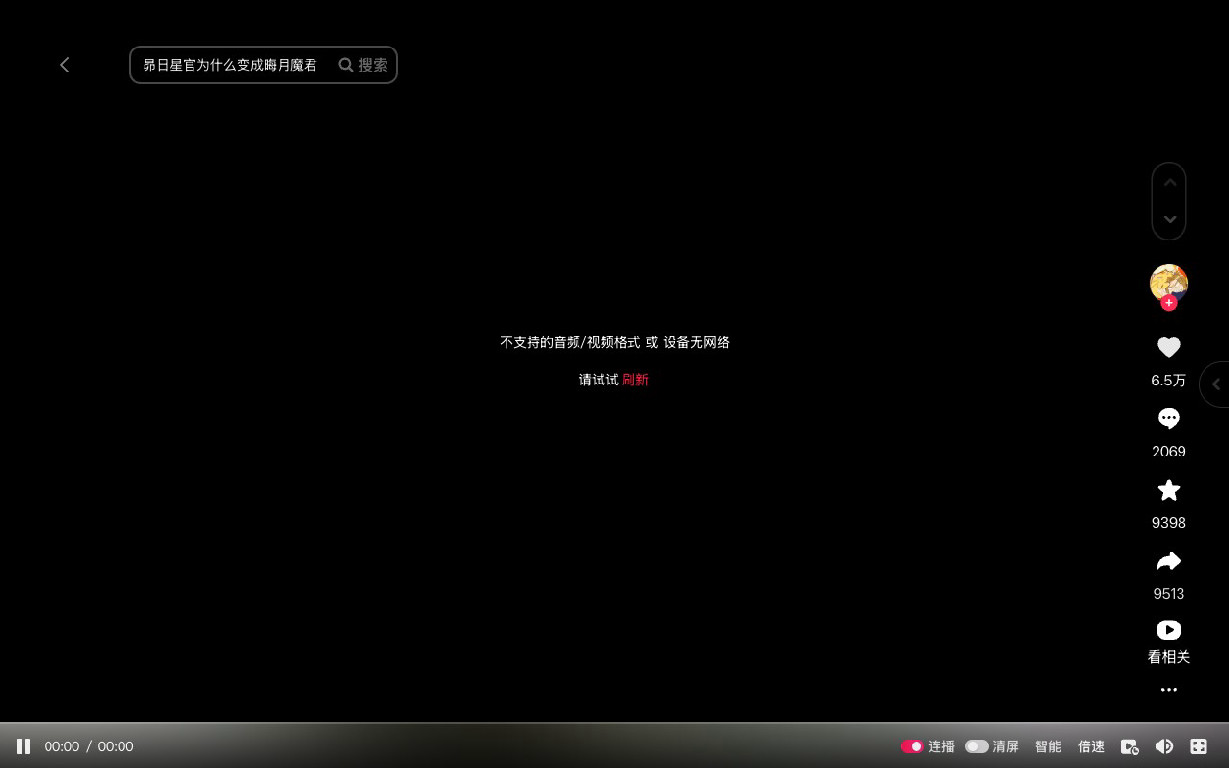 昴日星官为什么变成晦月魔君 搜索
不支持的音频/视频格式 或 设备无网络
请试试 刷新
6.5万
2069
9398
9513
看相关
00:00 / 00:00 连播 清屏 智能 倍速